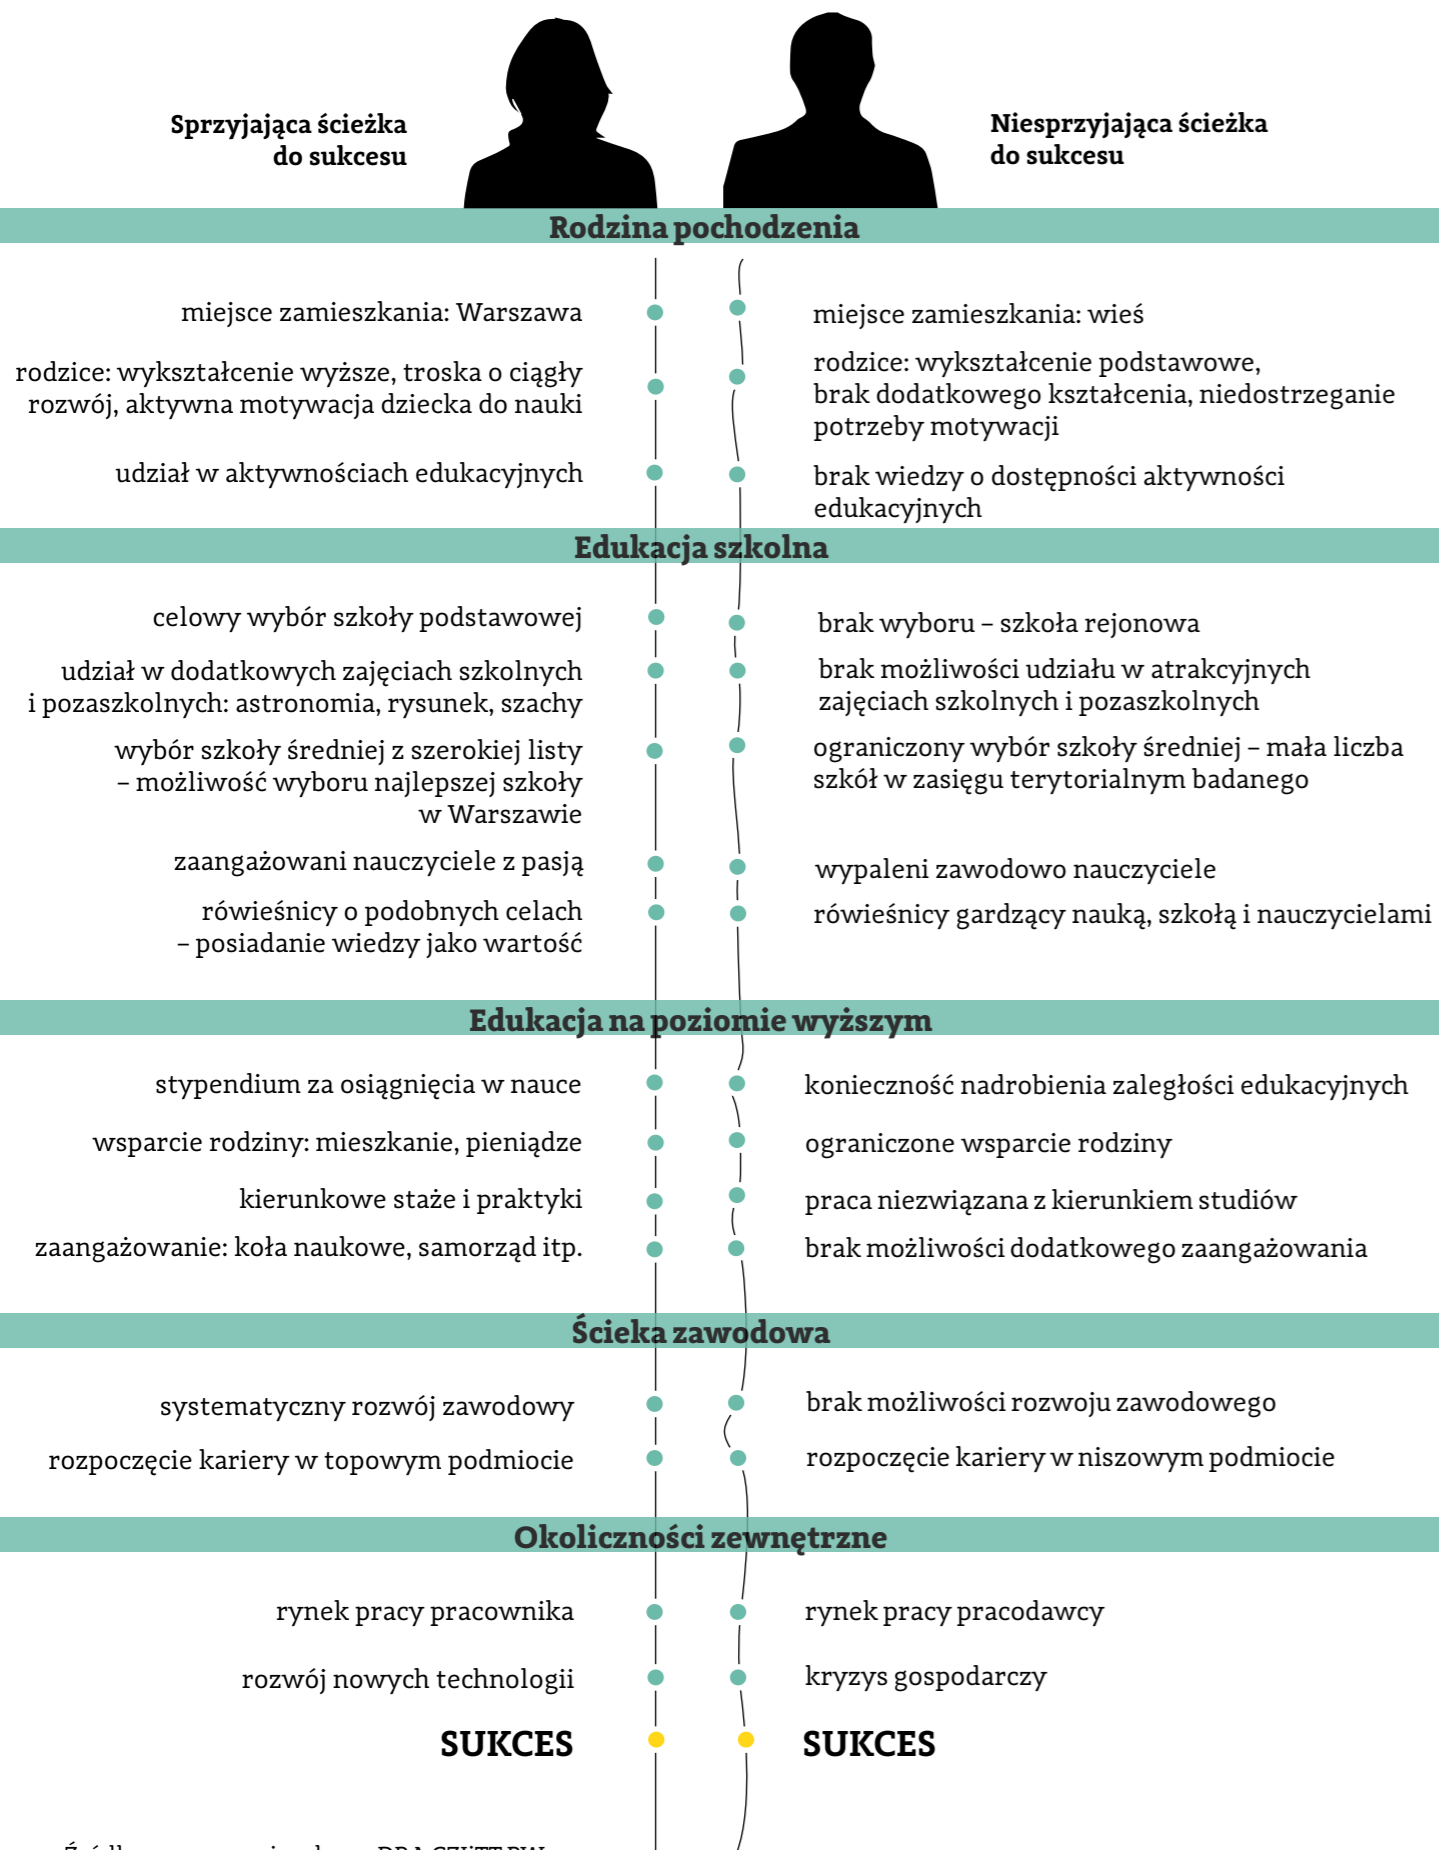 Sprzyjająca ścieżka
do sukcesu
Niesprzyjająca ścieżka
do sukcesu
Rodzina pochodzenia
miejsce zamieszkania: Warszawa
miejsce zamieszkania: wieś
rodzice: wykształcenie wyższe, troska o ciągły
rozwój, aktywna motywacja dziecka do nauki
rodzice: wykształcenie podstawowe,
brak dodatkowego kształcenia, niedostrzeganie
potrzeby motywacji
udział w aktywnościach edukacyjnych
brak wiedzy o dostępności aktywności
edukacyjnych
Edukacja szkolna
celowy wybór szkoły podstawowej
brak wyboru – szkoła rejonowa
udział w dodatkowych zajęciach szkolnych
i pozaszkolnych: astronomia, rysunek, szachy
brak możliwości udziału w atrakcyjnych
zajęciach szkolnych i pozaszkolnych
wybór szkoły średniej z szerokiej listy
– możliwość wyboru najlepszej szkoły
w Warszawie
ograniczony wybór szkoły średniej – mała liczba
szkół w zasięgu terytorialnym badanego
zaangażowani nauczyciele z pasją
wypaleni zawodowo nauczyciele
rówieśnicy o podobnych celach
– posiadanie wiedzy jako wartość
rówieśnicy gardzący nauką, szkołą i nauczycielami
Edukacja na poziomie wyższym
stypendium za osiągnięcia w nauce
konieczność nadrobienia zaległości edukacyjnych
wsparcie rodziny: mieszkanie, pieniądze
ograniczone wsparcie rodziny
kierunkowe staże i praktyki
praca niezwiązana z kierunkiem studiów
zaangażowanie: koła naukowe, samorząd itp.
brak możliwości dodatkowego zaangażowania
Ścieka zawodowa
systematyczny rozwój zawodowy
brak możliwości rozwoju zawodowego
rozpoczęcie kariery w topowym podmiocie
rozpoczęcie kariery w niszowym podmiocie
Okoliczności zewnętrzne
rynek pracy pracownika
rynek pracy pracodawcy
rozwój nowych technologii
kryzys gospodarczy
SUKCES
SUKCES